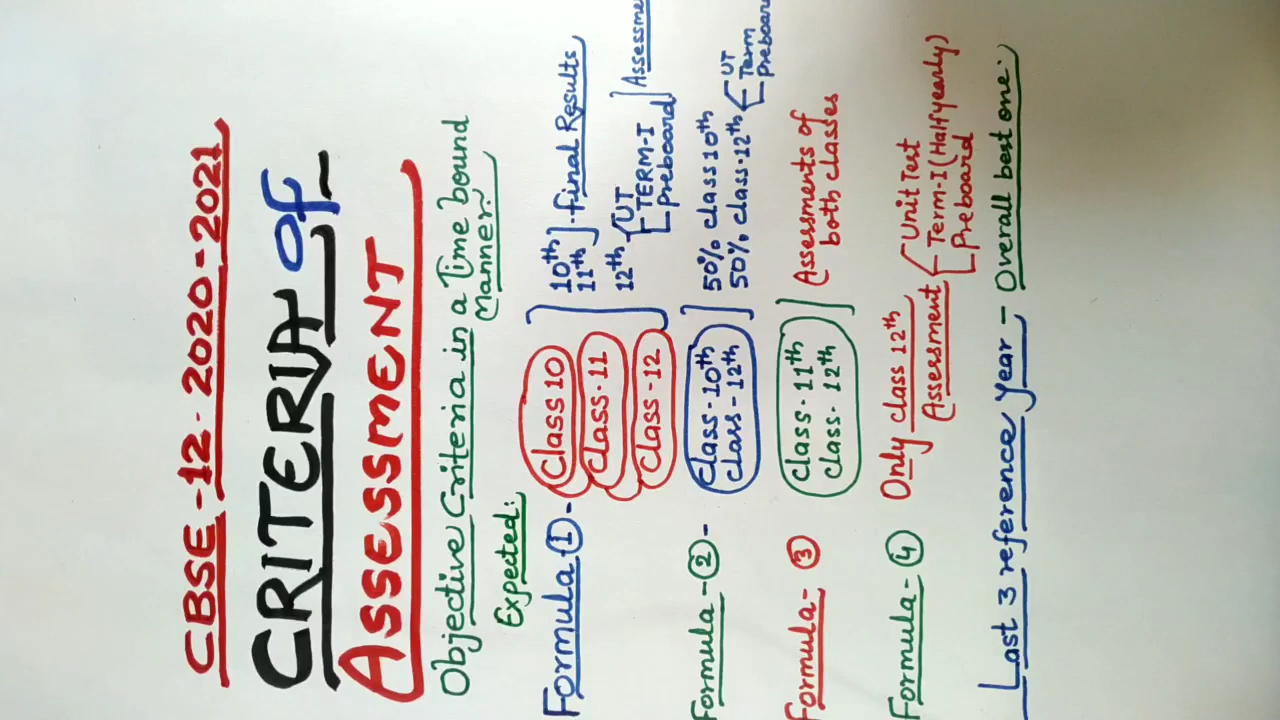 CBSE-12-2020-2021
CRITERIA OF
ASSESSMENT
Objective Criteria in a Time bound
Manner.
Expected:
Formula-① - Class 10 10th
Class-11 11th ]-final Results
Class-12 12th UT
TERM-I
Preboard
Formula-②- Class-10th 50% class 10th
class-12th 50% class.12th UT
Term
Formula-③ class.11th Assessments of
class.12th both classes
Formula-④ Only class 12th Unit Test
Assessment Term-I (Halfyearly)
Preboard
Last 3 reference year - Overall best one.